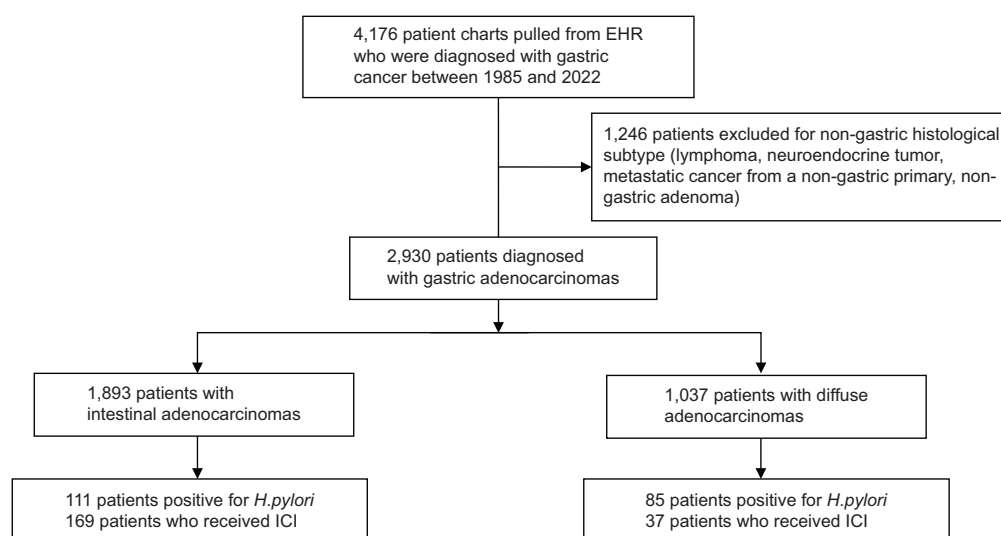 4,176 patient charts pulled from EHR
who were diagnosed with gastric
cancer between 1985 and 2022
1,246 patients excluded for non-gastric histological
subtype (lymphoma, neuroendocrine tumor,
metastatic cancer from a non-gastric primary, non-
gastric adenoma)
2,930 patients diagnosed
with gastric adenocarcinomas
1,893 patients with
intestinal adenocarcinomas
1,037 patients with diffuse
adenocarcinomas
111 patients positive for H.pylori
169 patients who received ICI
85 patients positive for H.pylori
37 patients who received ICI